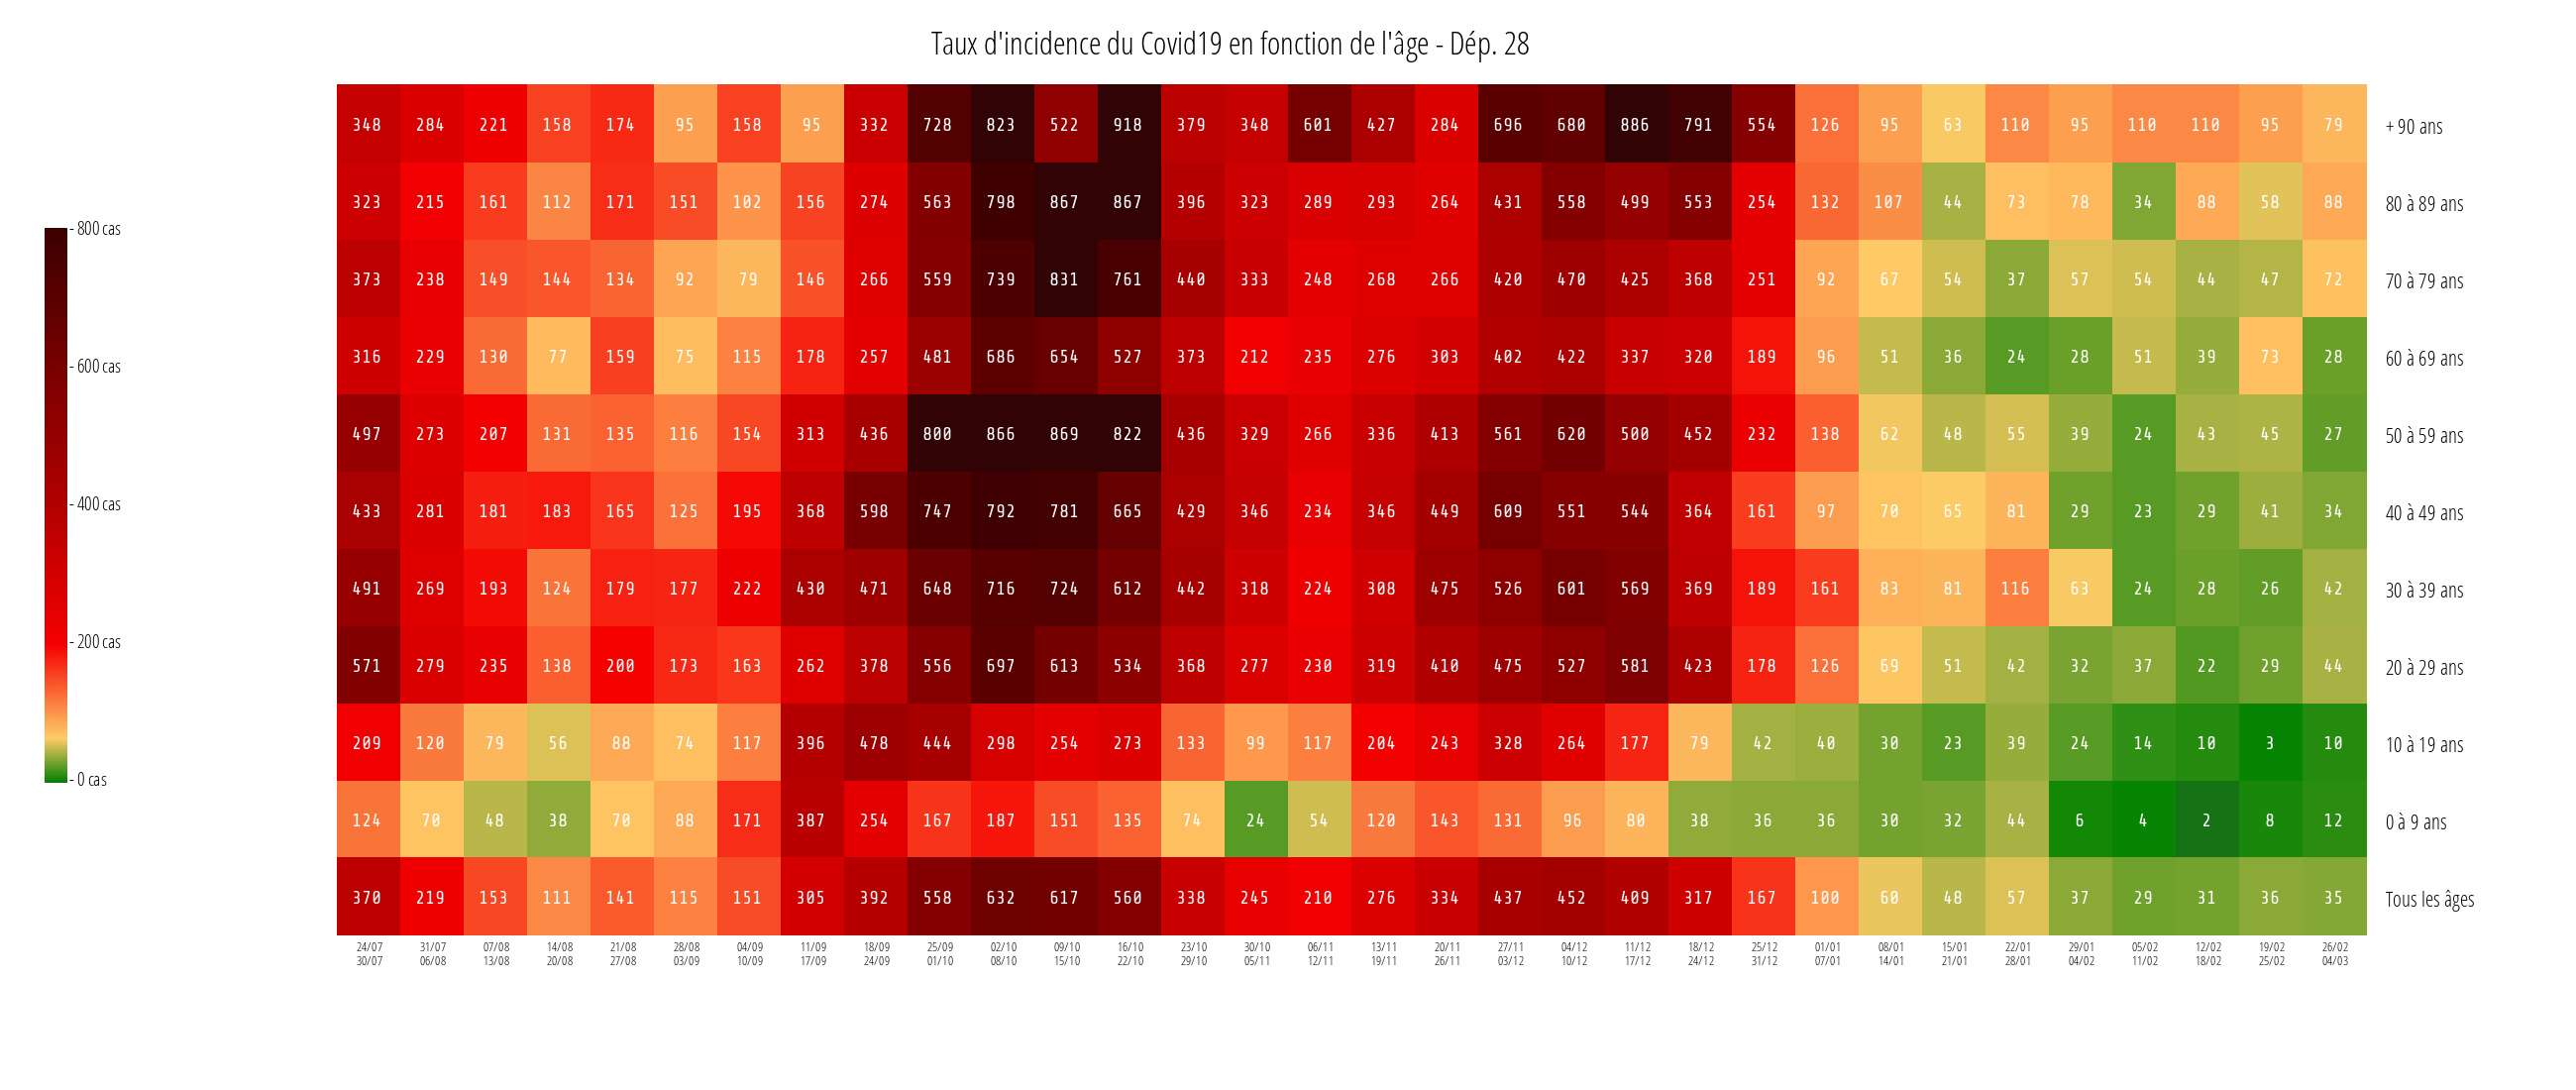 Taux d'incidence du Covid19 en fonction de l'âge - Dép. 28
- 800 cas
- 600 cas
- 400 cas
- 200 cas
- 0 cas
348 284 221 158 174 95 158 95 332 728 823 522 918 379 348 601 427 284 696 680 886 791 554 126 95 63 110 95 110 110 95 79 + 90 ans
323 215 161 112 171 151 102 156 274 563 798 867 867 396 323 289 293 264 431 558 499 553 254 132 107 44 73 78 34 88 58 88 80 à 89 ans
373 238 149 144 134 92 79 146 266 559 739 831 761 440 333 248 268 266 420 470 425 368 251 92 67 54 37 57 54 44 47 72 70 à 79 ans
316 229 130 77 159 75 115 178 257 481 686 654 527 373 212 235 276 303 402 422 337 320 189 96 51 36 24 28 51 39 73 28 60 à 69 ans
497 273 207 131 135 116 154 313 436 800 866 869 822 436 329 266 336 413 561 620 500 452 232 138 62 48 55 39 24 43 45 27 50 à 59 ans
433 281 181 183 165 125 195 368 598 747 792 781 665 429 346 234 346 449 609 551 544 364 161 97 70 65 81 29 23 29 41 34 40 à 49 ans
491 269 193 124 179 177 222 430 471 648 716 724 612 442 318 224 308 475 526 601 569 369 189 161 83 81 116 63 24 28 26 42 30 à 39 ans
571 279 235 138 200 173 163 262 378 556 697 613 534 368 277 230 319 410 475 527 581 423 178 126 69 51 42 32 37 22 29 44 20 à 29 ans
209 120 79 56 88 74 117 396 478 444 298 254 273 133 99 117 204 243 328 264 177 79 42 40 30 23 39 24 14 10 3 10 10 à 19 ans
124 70 48 38 70 88 171 387 254 167 187 151 135 74 24 54 120 143 131 96 80 38 36 36 30 32 44 6 4 2 8 12 0 à 9 ans
370 219 153 111 141 115 151 305 392 558 632 617 560 338 245 210 276 334 437 452 409 317 167 100 60 48 57 37 29 31 36 35 Tous les âges
24/07 31/07 07/08 14/08 21/08 28/08 04/09 11/09 18/09 25/09 02/10 09/10 16/10 23/10 30/10 06/11 13/11 20/11 27/11 04/12 11/12 18/12 25/12 01/01 08/01 15/01 22/01 29/01 05/02 12/02 19/02 26/02
30/07 06/08 13/08 20/08 27/08 03/09 10/09 17/09 24/09 01/10 08/10 15/10 22/10 29/10 05/11 12/11 19/11 26/11 03/12 10/12 17/12 24/12 31/12 07/01 14/01 21/01 28/01 04/02 11/02 18/02 25/02 04/03